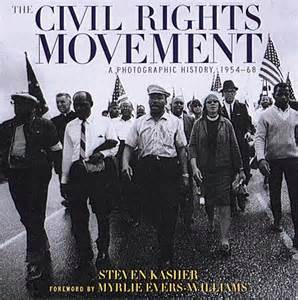 THE
CIVIL RIGHTS
MOVEMENT
A PHOTOGRAPHIC HISTORY, 1954–68
STEVEN KASHER
FOREWORD BY MYRLIE EVERS-WILLIAMS